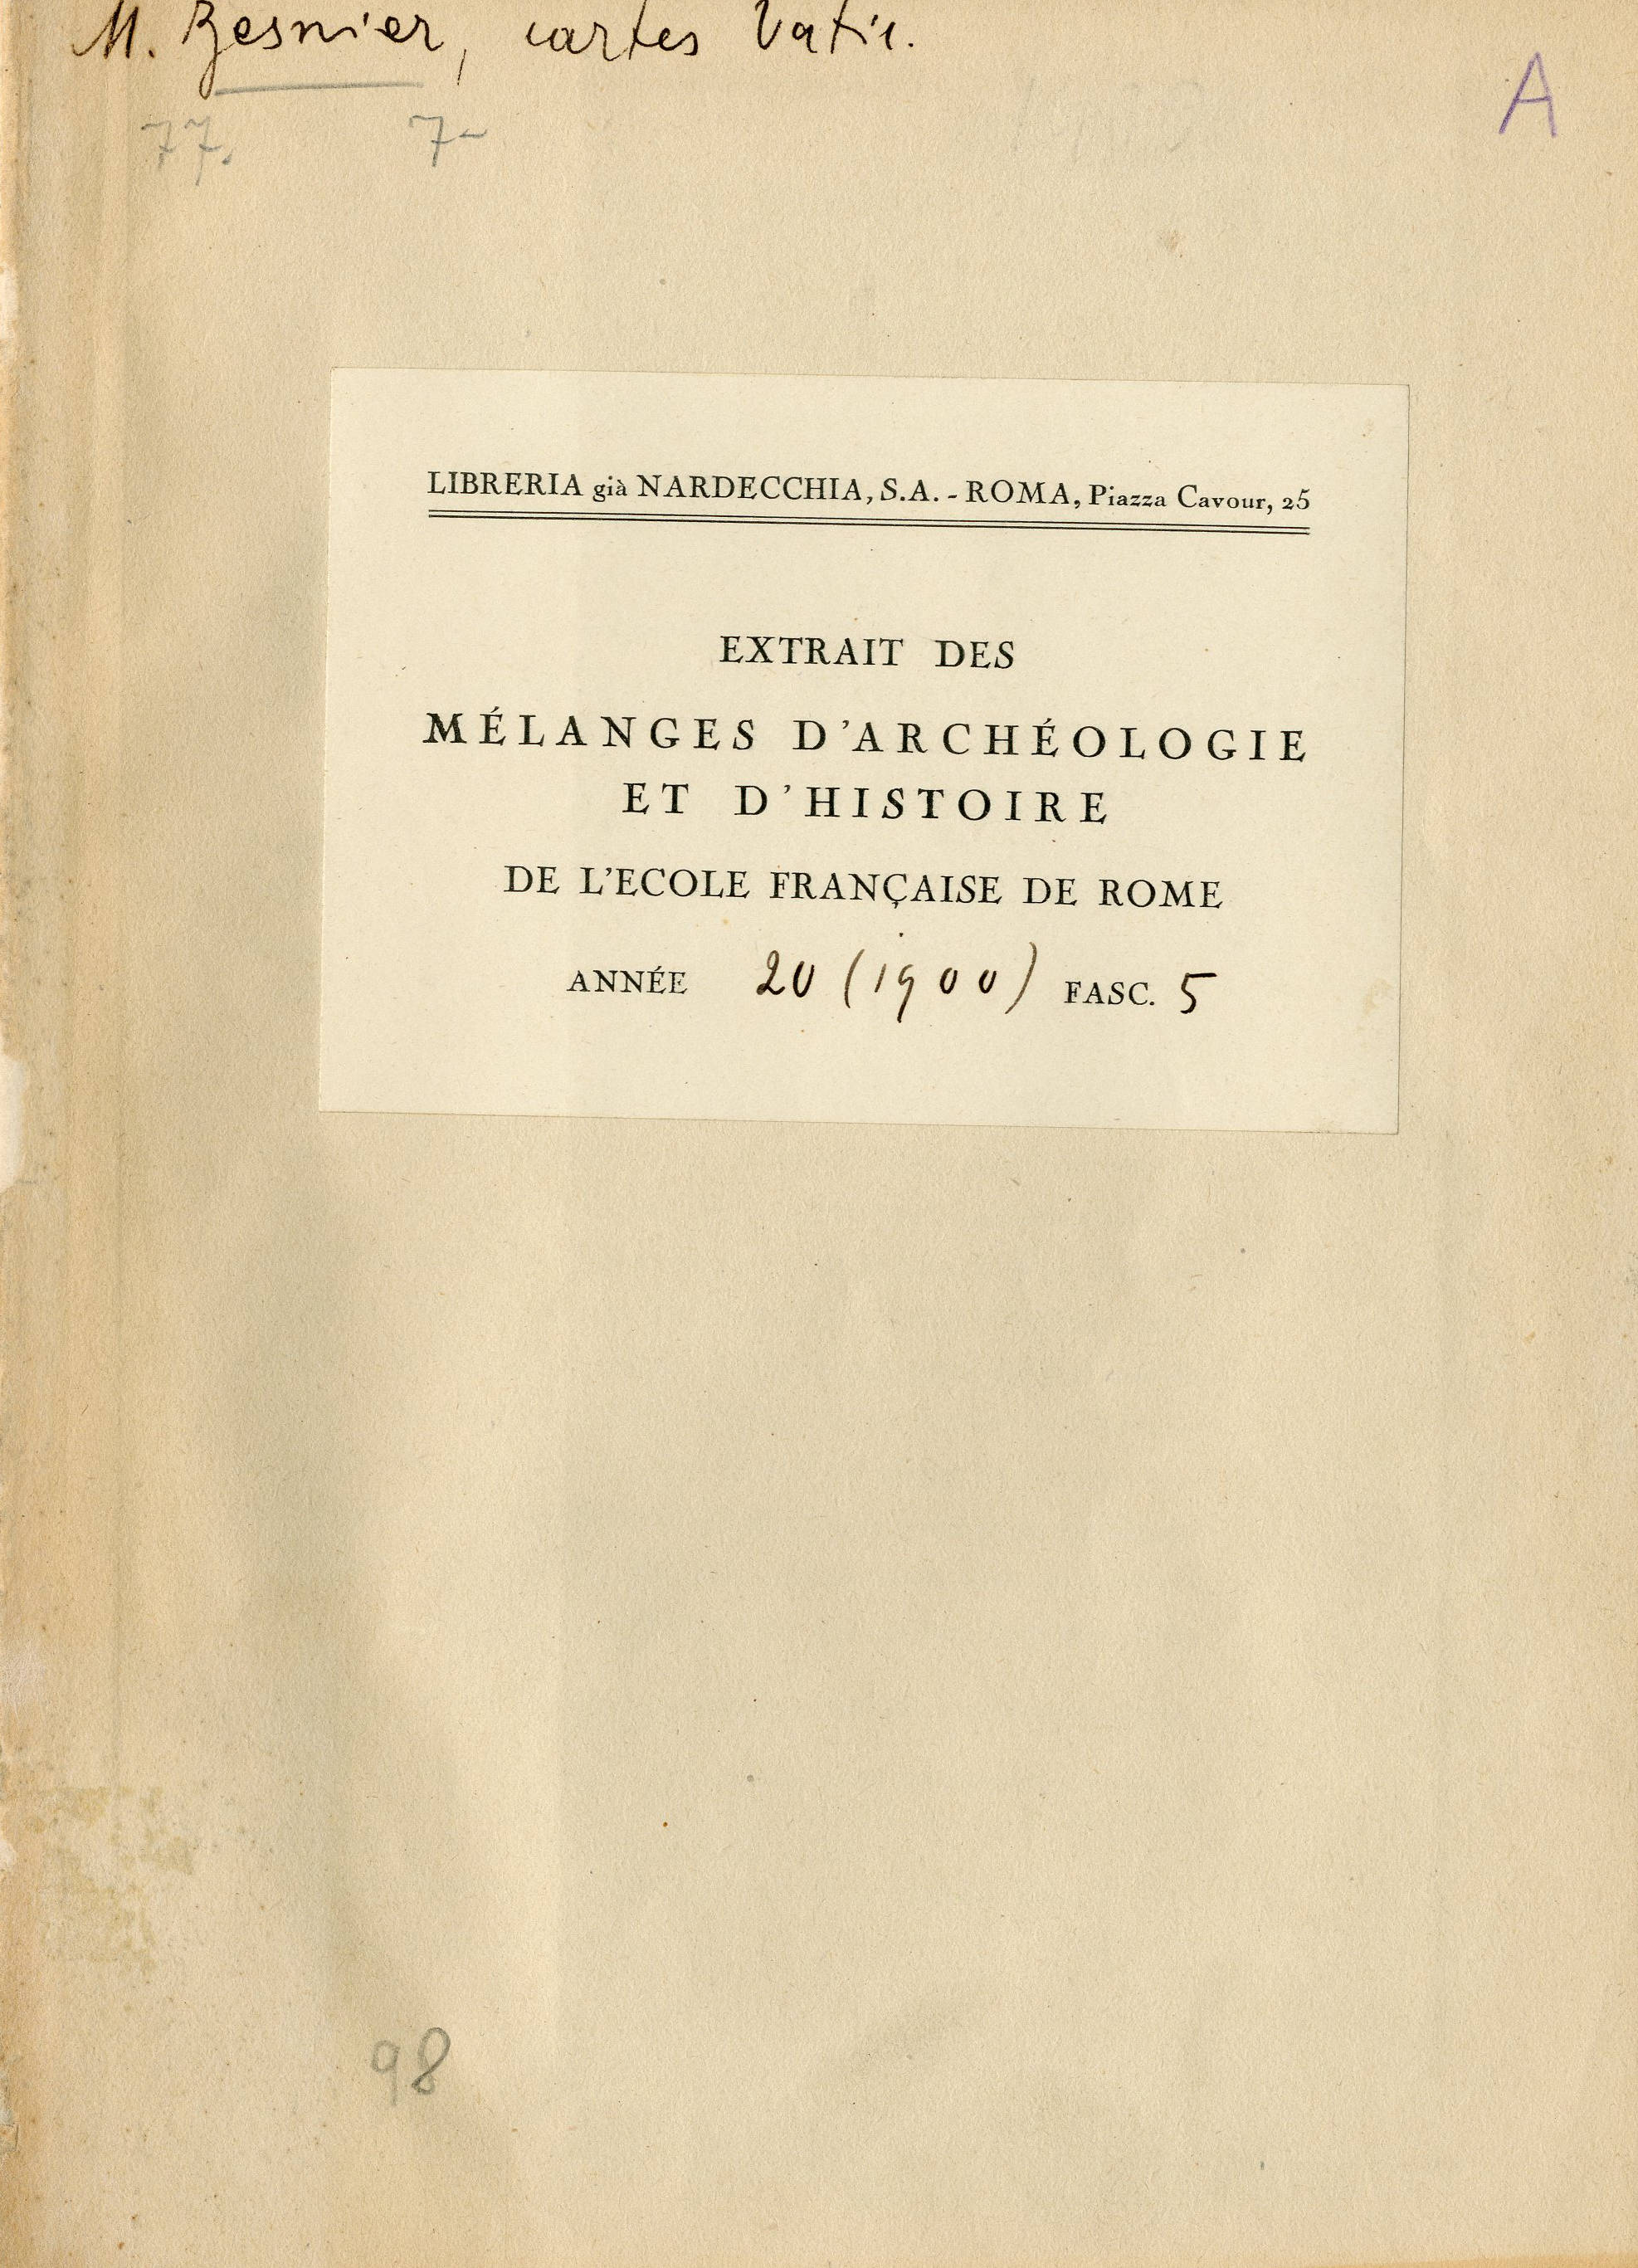 M. Besnier, cartes Vatic.
A
77. 7-
LIBRERIA già NARDECCHIA, S.A. - ROMA, Piazza Cavour, 25
EXTRAIT DES
MÉLANGES D'ARCHÉOLOGIE
ET D'HISTOIRE
DE L'ECOLE FRANÇAISE DE ROME
ANNÉE 20 (1900) FASC. 5
98